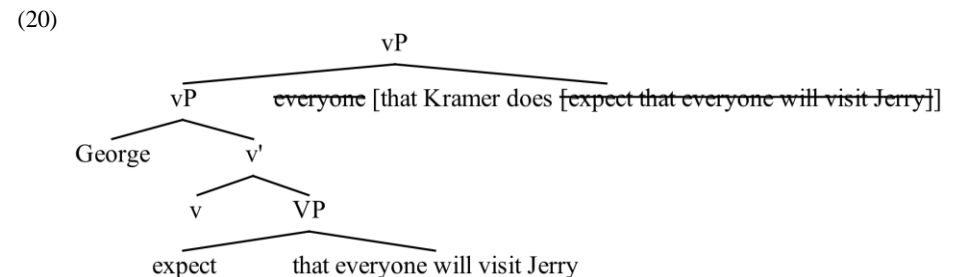 (20)
vP
vP everyone [that Kramer does [expect that everyone will visit Jerry]]
George v'
v VP
expect that everyone will visit Jerry